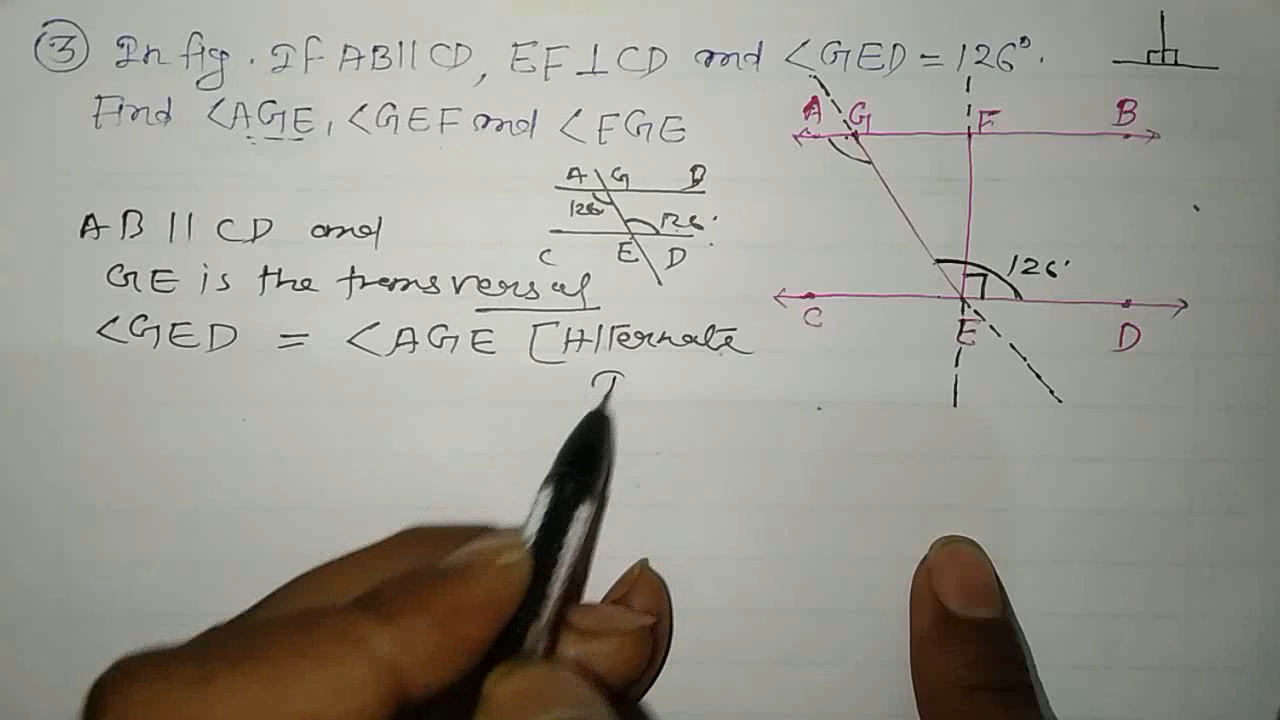 ③ In fig. If AB||CD, EF⊥CD and <GED = 126°.
Find <AGE, <GEF and <FGE
A G F B
A G B
126 126°
C E D
AB || CD and
GE is the transversal
<GED = <AGE [Alternate
126°
C E D